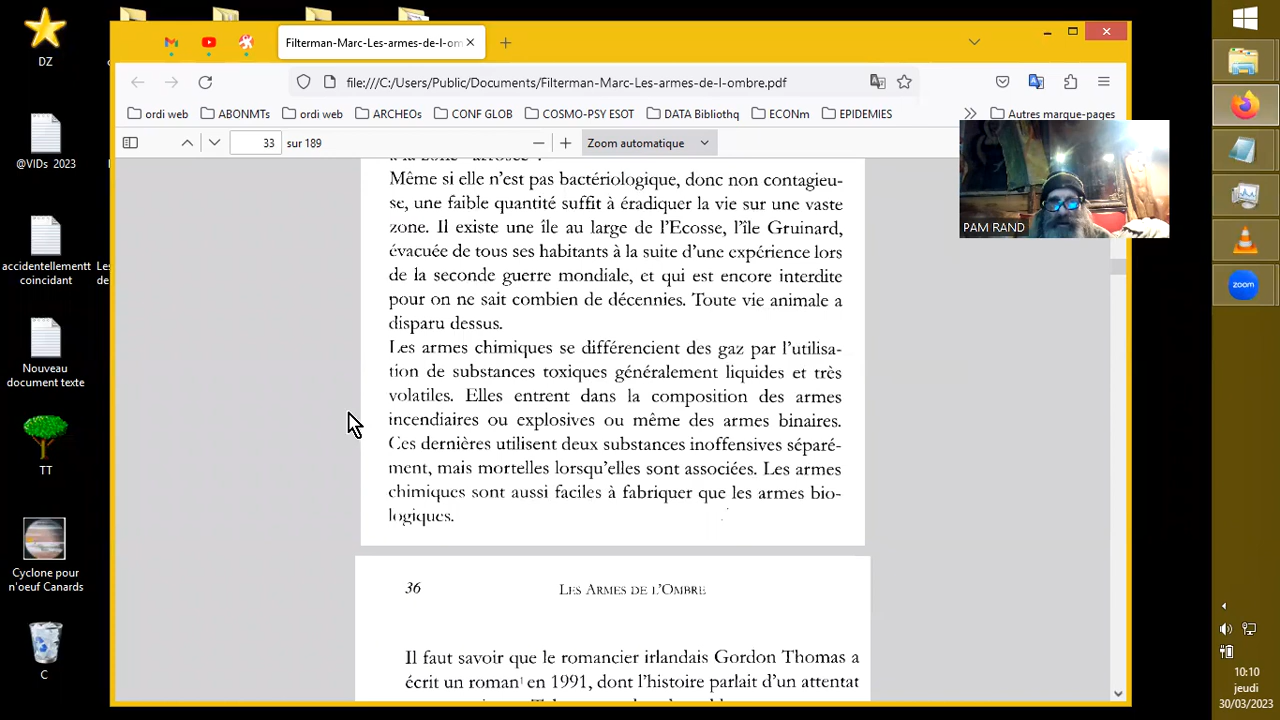 DZ
@VIDs 2023
accidentellementt
coincidant
Les
de-
Nouveau
document texte
TT
Cyclone pour
n'oeuf Canards
C
Filterman-Marc-Les-armes-de-l-om
file:///C:/Users/Public/Documents/Filterman-Marc-Les-armes-de-l-ombre.pdf
ordi web
ABONMTs
ordi web
ARCHEOs
CONF GLOB
COSMO-PSY ESOT
DATA Bibliothq
ECONm
EPIDEMIES
Autres marque-pages
33
sur 189
Zoom automatique
Même si elle n'est pas bactériologique, donc non contagieu-
se, une faible quantité suffit à éradiquer la vie sur une vaste
zone. Il existe une île au large de l'Ecosse, l'île Gruinard,
évacuée de tous ses habitants à la suite d'une expérience lors
de la seconde guerre mondiale, et qui est encore interdite
pour on ne sait combien de décennies. Toute vie animale a
disparu dessus.
Les armes chimiques se différencient des gaz par l'utilisa-
tion de substances toxiques généralement liquides et très
volatiles. Elles entrent dans la composition des armes
incendiaires ou explosives ou même des armes binaires.
Ces dernières utilisent deux substances inoffensives séparé-
ment, mais mortelles lorsqu'elles sont associées. Les armes
chimiques sont aussi faciles à fabriquer que les armes bio-
logiques.
36
LES ARMES DE L'OMBRE
Il faut savoir que le romancier irlandais Gordon Thomas a
écrit un roman¹ en 1991, dont l'histoire parlait d'un attentat
PAM RAND
zoom
10:10
jeudi
30/03/2023